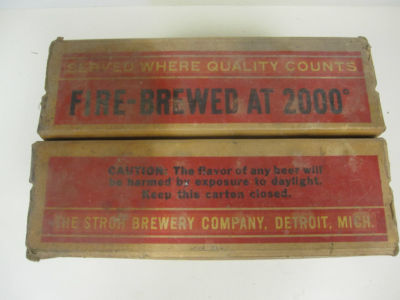 SERVED WHERE QUALITY COUNTS
FIRE-BREWED AT 2000°
CAUTION: The flavor of any beer will
be harmed by exposure to daylight.
Keep this carton closed.
THE STROH BREWERY COMPANY, DETROIT, MICH.